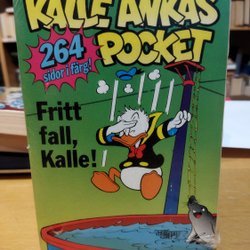 KALLE ANKAS
POCKET
264
sidor i färg!
Fritt
fall,
Kalle!